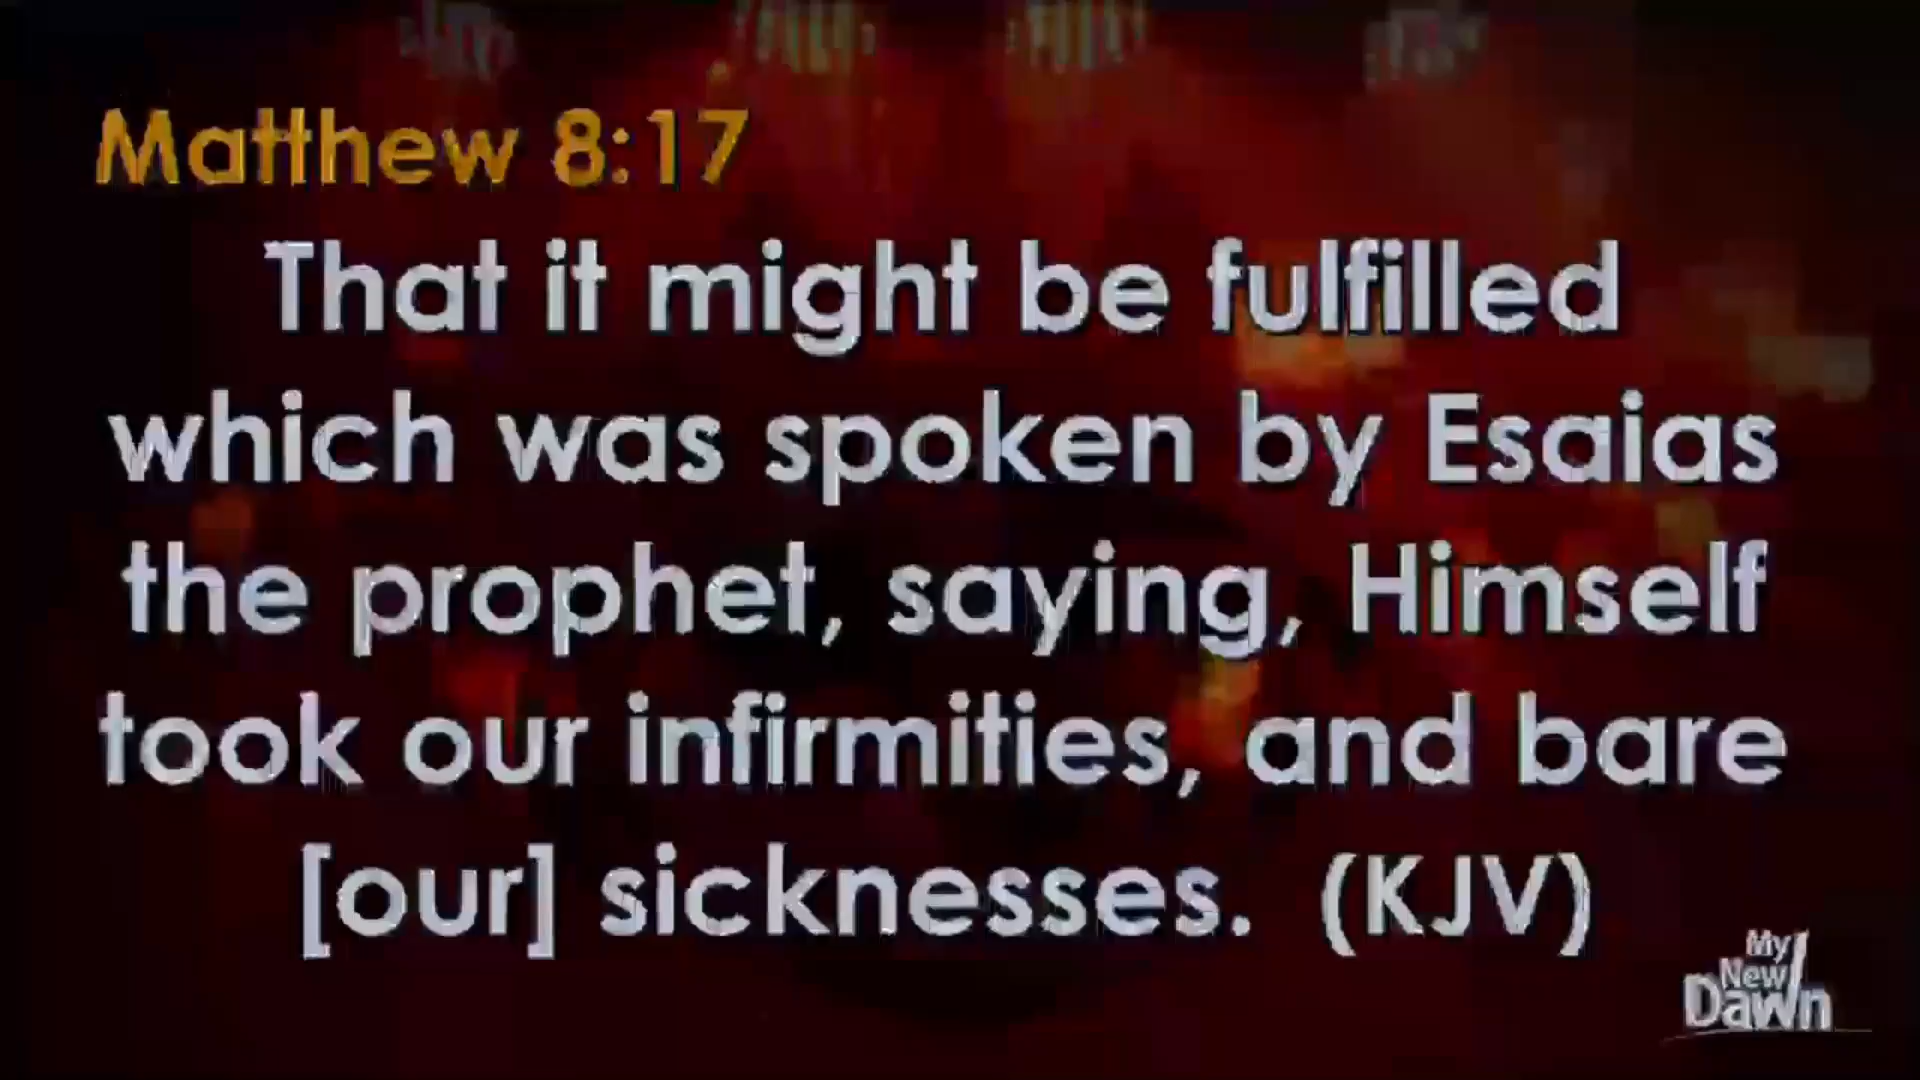 Matthew 8:17
That it might be fulfilled
which was spoken by Esaias
the prophet, saying, Himself
took our infirmities, and bare
[our] sicknesses. (KJV)
My
New
Dawn